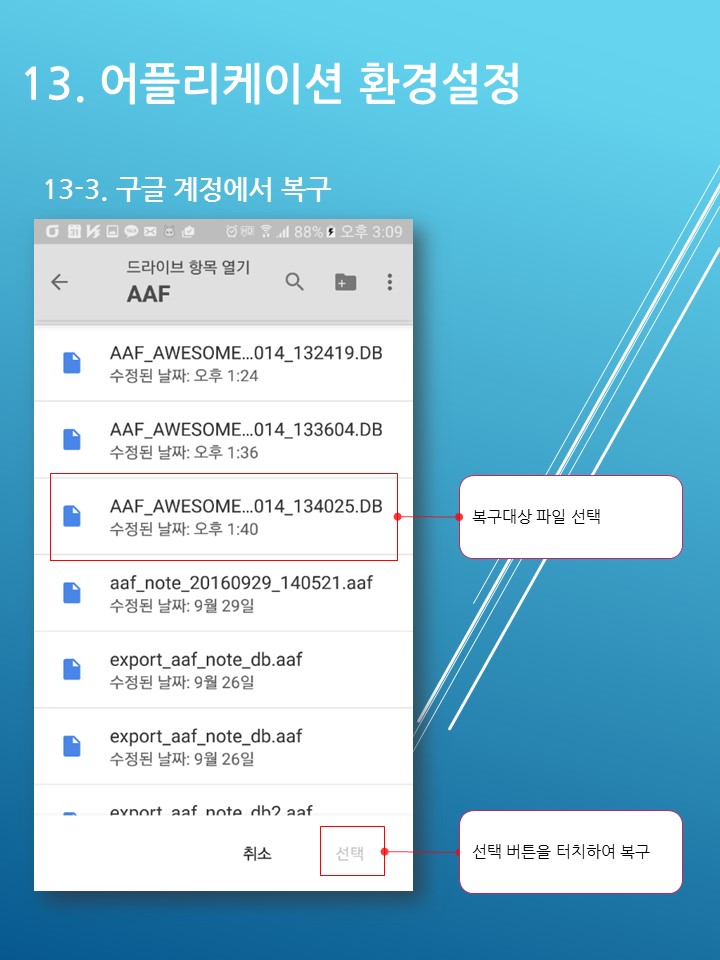 13. 어플리케이션 환경설정
13-3. 구글 계정에서 복구
88% 오후 3:09
드라이브 항목 열기
AAF
AAF_AWESOME...014_132419.DB
수정된 날짜: 오후 1:24
AAF_AWESOME...014_133604.DB
수정된 날짜: 오후 1:36
AAF_AWESOME...014_134025.DB
수정된 날짜: 오후 1:40
복구대상 파일 선택
aaf_note_20160929_140521.aaf
수정된 날짜: 9월 29일
export_aaf_note_db.aaf
수정된 날짜: 9월 26일
export_aaf_note_db.aaf
수정된 날짜: 9월 26일
export_aaf_note_db2.aaf
취소
선택
선택 버튼을 터치하여 복구